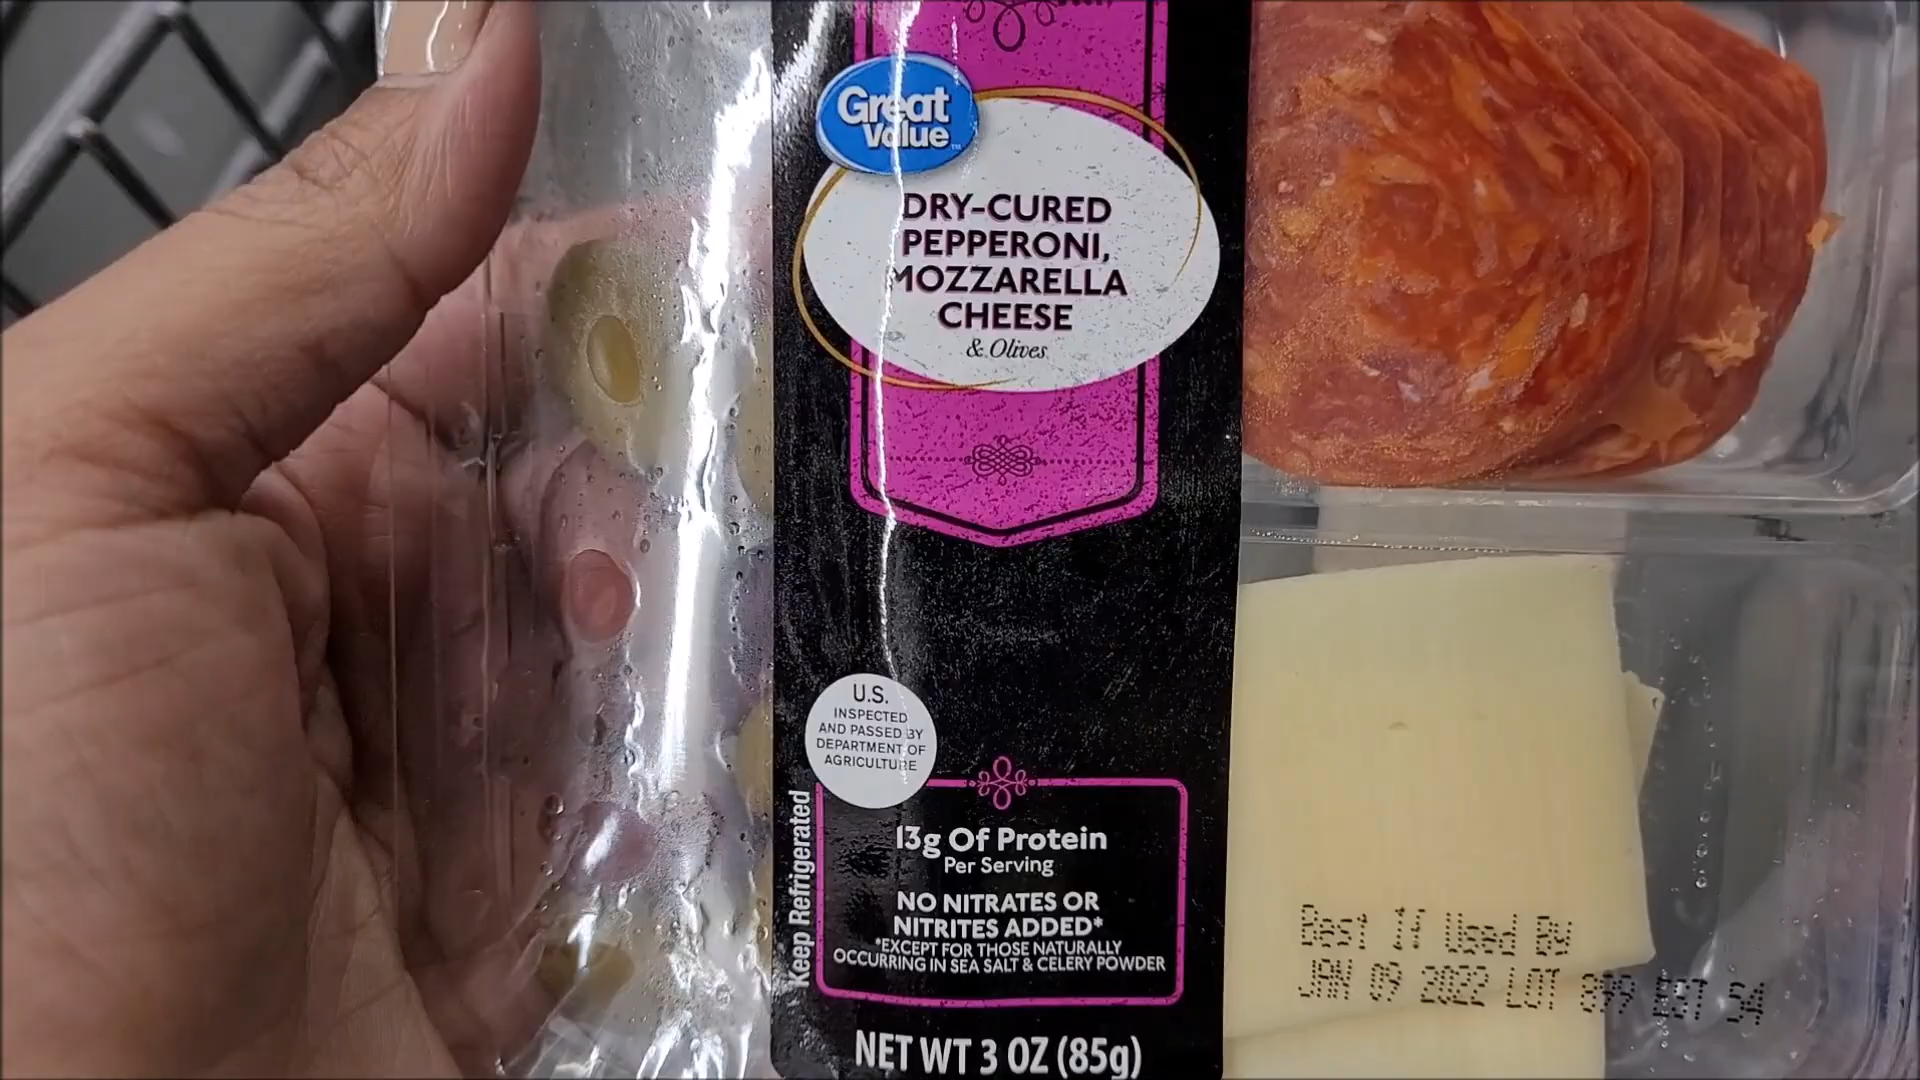 Great
Value™
DRY-CURED
PEPPERONI,
MOZZARELLA
CHEESE
& Olives
U.S.
INSPECTED
AND PASSED BY
DEPARTMENT OF
AGRICULTURE
Keep Refrigerated
13g Of Protein
Per Serving
NO NITRATES OR
NITRITES ADDED*
*EXCEPT FOR THOSE NATURALLY
OCCURRING IN SEA SALT & CELERY POWDER
NET WT 3 OZ (85g)
Best If Used By
JAN 09 2022 LOT 899